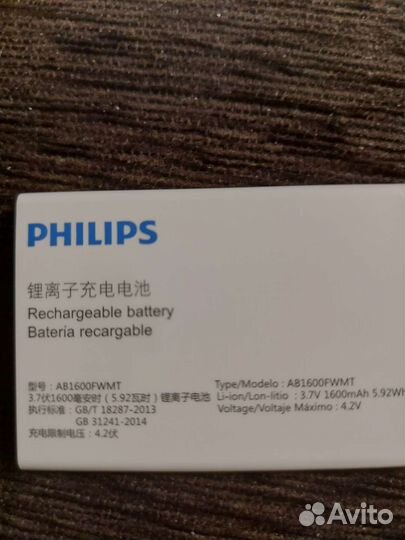 PHILIPS
锂离子充电电池
Rechargeable battery
Bateria recargable
型号：AB1600FWMT
3.7伏1600毫安时（5.92瓦时）锂离子电池
执行标准：GB/T 18287-2013
GB 31241-2014
充电限制电压：4.2伏
Type/Modelo : AB1600FWMT
Li-ion/Lon-litio : 3.7V 1600mAh 5.92Wh
Voltage/Voltaje Máximo : 4.2V
Avito